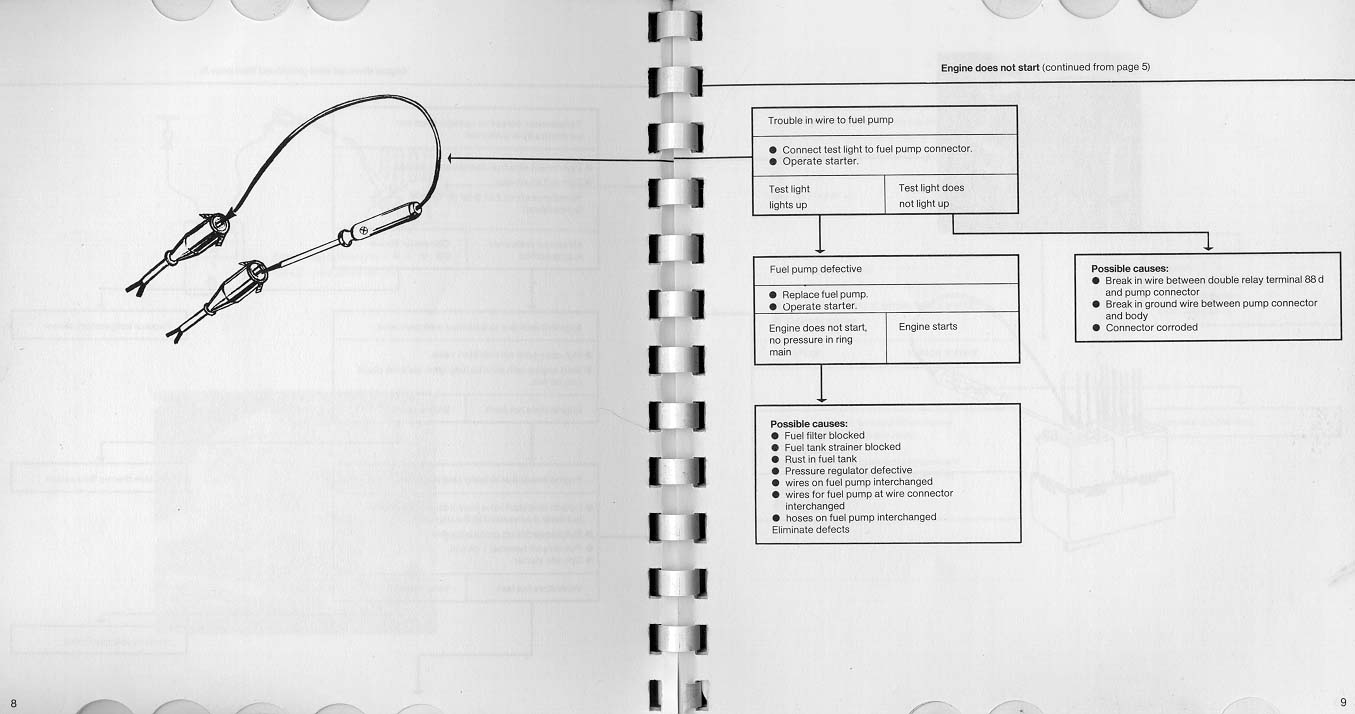 Engine does not start (continued from page 5)
Trouble in wire to fuel pump
● Connect test light to fuel pump connector.
● Operate starter.
Test light
lights up
Test light does
not light up
Fuel pump defective
● Replace fuel pump.
● Operate starter.
Engine does not start,
no pressure in ring
main
Engine starts
Possible causes:
● Break in wire between double relay terminal 88 d
and pump connector
● Break in ground wire between pump connector
and body
● Connector corroded
Possible causes:
● Fuel filter blocked
● Fuel tank strainer blocked
● Rust in fuel tank
● Pressure regulator defective
● wires on fuel pump interchanged
● wires for fuel pump at wire connector
interchanged
● hoses on fuel pump interchanged
Eliminate defects
8
9